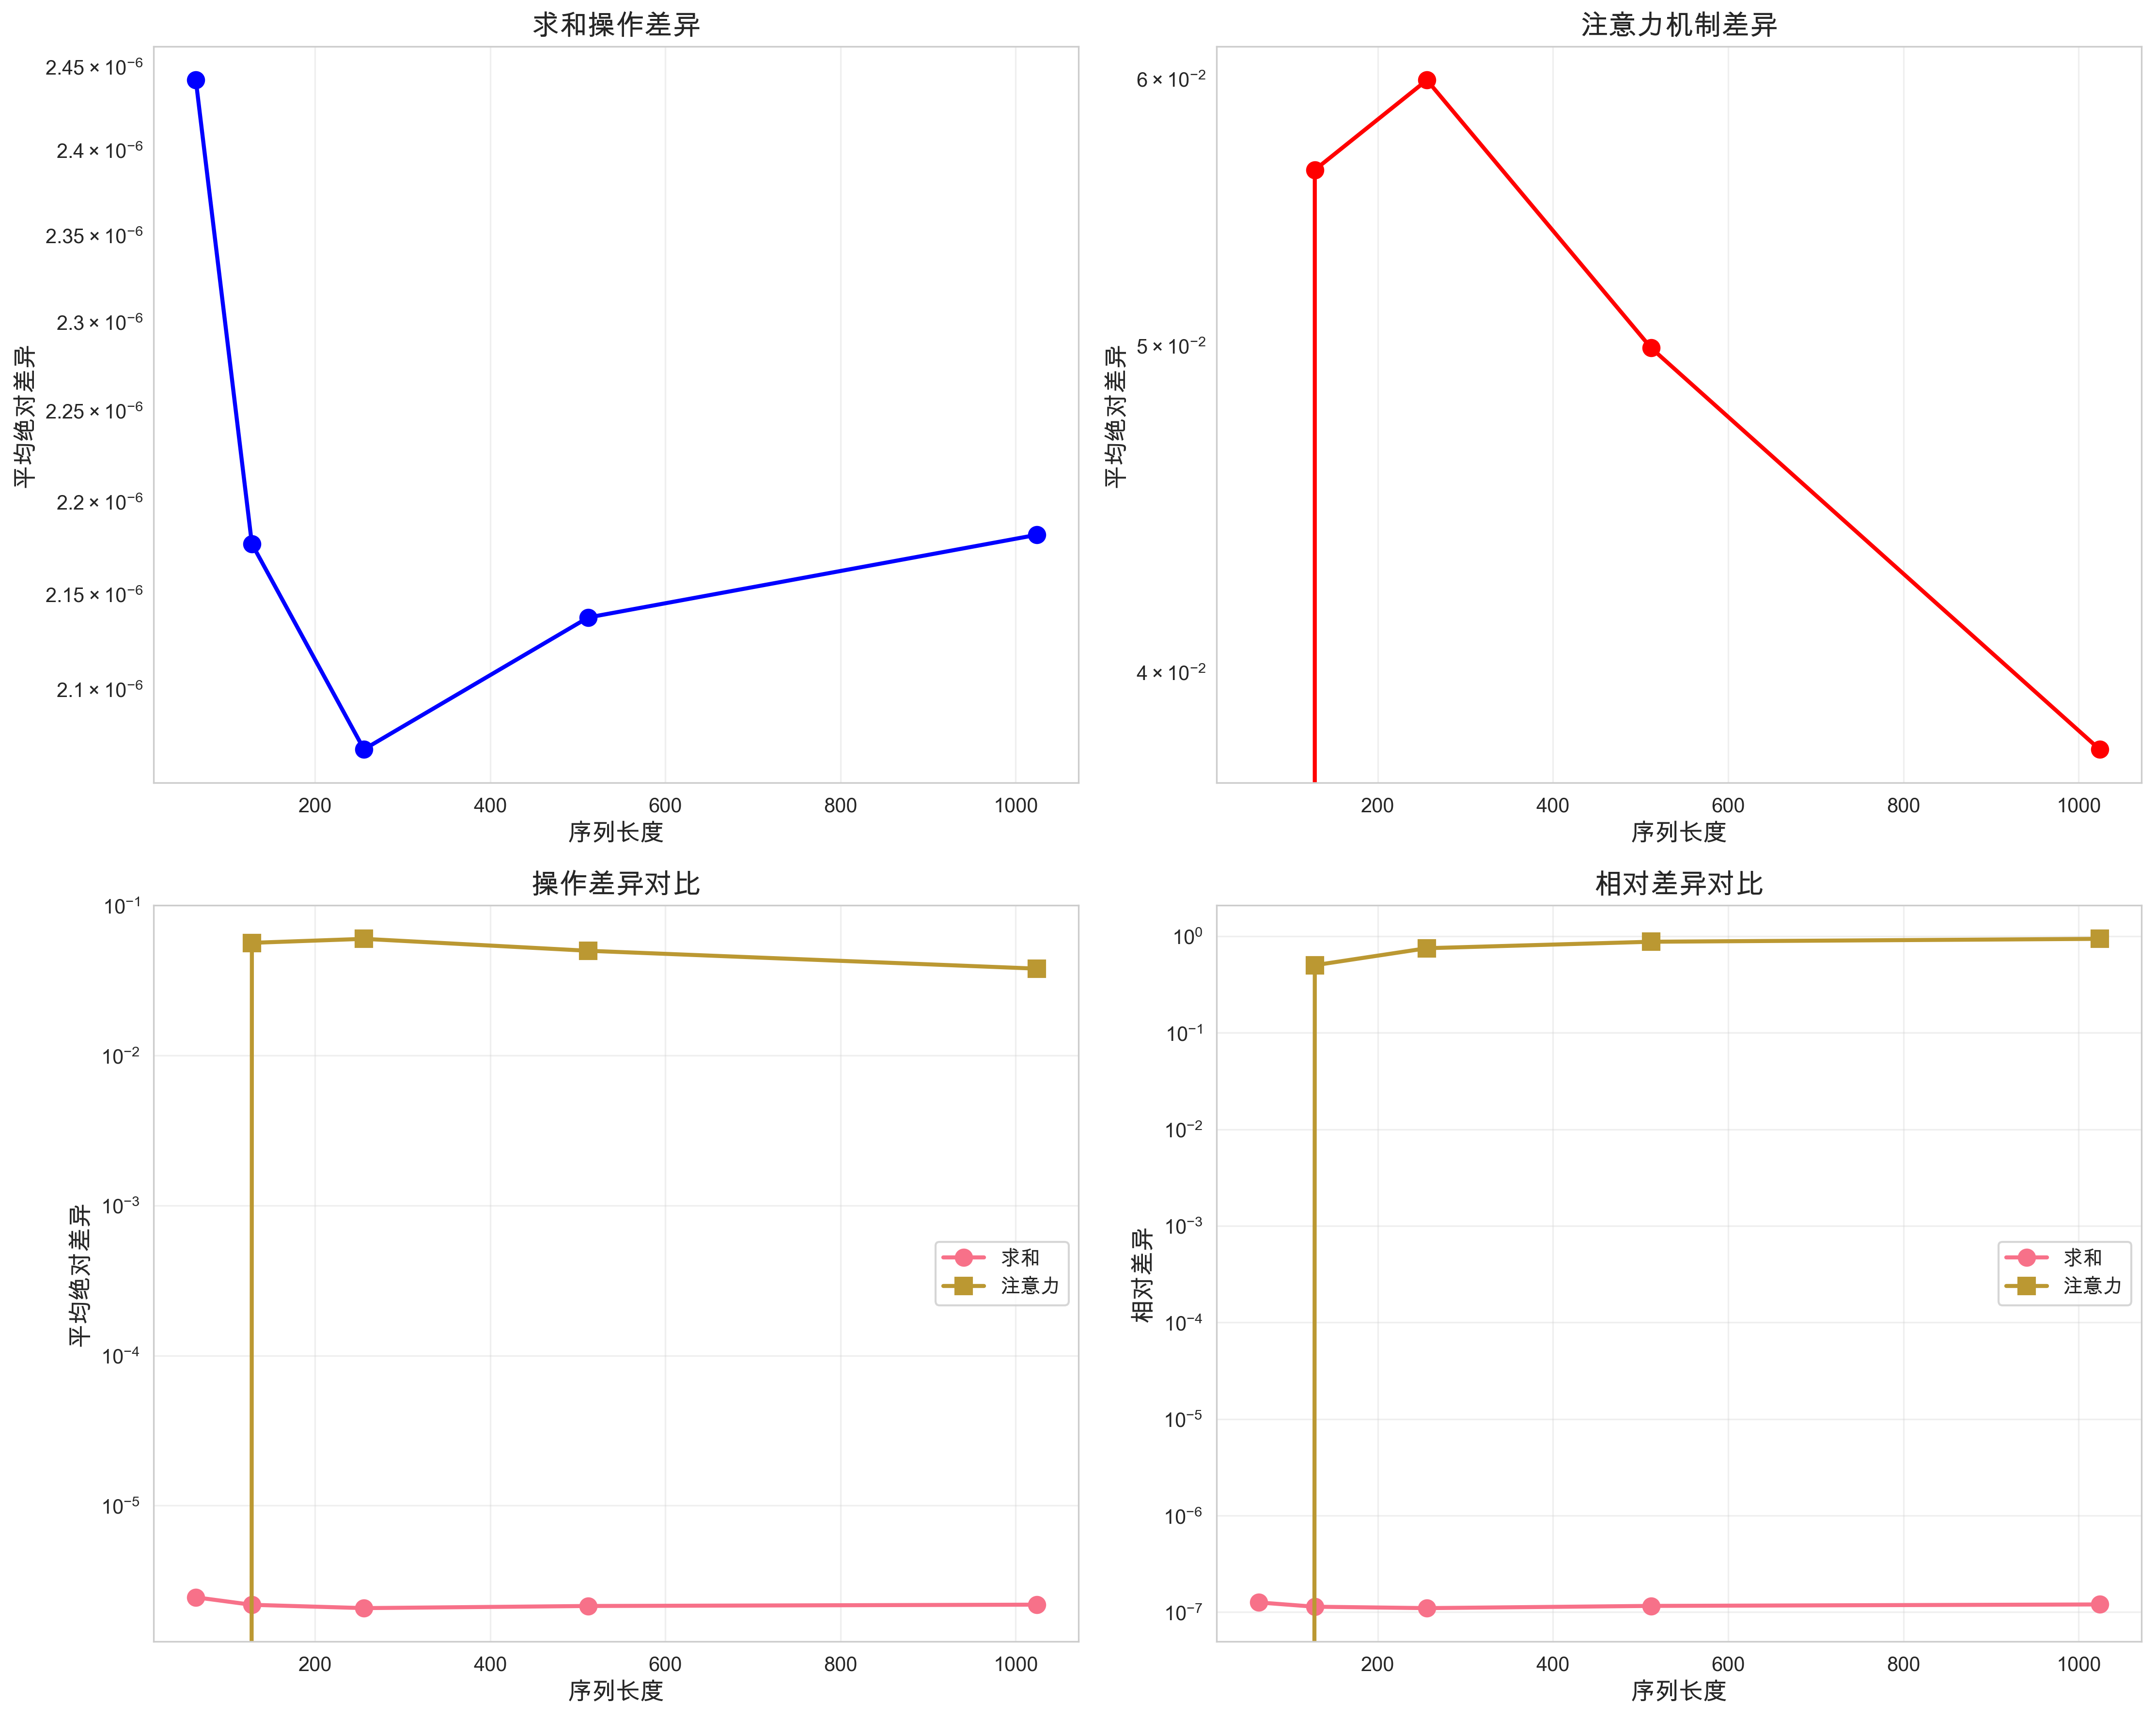 求和操作差异
2.45 × 10⁻⁶
2.4 × 10⁻⁶
2.35 × 10⁻⁶
2.3 × 10⁻⁶
2.25 × 10⁻⁶
2.2 × 10⁻⁶
2.15 × 10⁻⁶
2.1 × 10⁻⁶
平均绝对差异
200 400 600 800 1000
序列长度
注意力机制差异
6 × 10⁻²
5 × 10⁻²
4 × 10⁻²
平均绝对差异
200 400 600 800 1000
序列长度
操作差异对比
10⁻¹
10⁻²
10⁻³
10⁻⁴
10⁻⁵
平均绝对差异
求和
注意力
200 400 600 800 1000
序列长度
相对差异对比
10⁰
10⁻¹
10⁻²
10⁻³
10⁻⁴
10⁻⁵
10⁻⁶
10⁻⁷
相对差异
求和
注意力
200 400 600 800 1000
序列长度